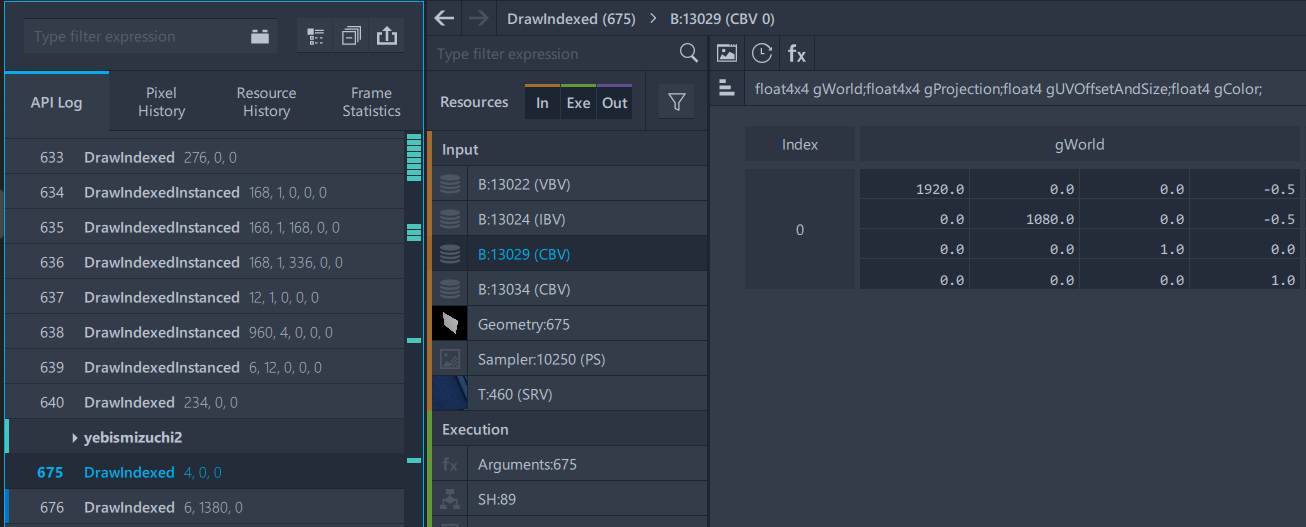 Type filter expression
API Log
Pixel History
Resource History
Frame Statistics
633 DrawIndexed 276, 0, 0
634 DrawIndexedInstanced 168, 1, 0, 0, 0
635 DrawIndexedInstanced 168, 1, 168, 0, 0
636 DrawIndexedInstanced 168, 1, 336, 0, 0
637 DrawIndexedInstanced 12, 1, 0, 0, 0
638 DrawIndexedInstanced 960, 4, 0, 0, 0
639 DrawIndexedInstanced 6, 12, 0, 0, 0
640 DrawIndexed 234, 0, 0
yebismizuchi2
675 DrawIndexed 4, 0, 0
676 DrawIndexed 6, 1380, 0
DrawIndexed (675) > B:13029 (CBV 0)
Type filter expression
Resources In Exe Out
Input
B:13022 (VBV)
B:13024 (IBV)
B:13029 (CBV)
B:13034 (CBV)
Geometry:675
Sampler:10250 (PS)
T:460 (SRV)
Execution
fx Arguments:675
SH:89
fx
float4x4 gWorld;float4x4 gProjection;float4 gUVOffsetAndSize;float4 gColor;
Index gWorld
0
1920.0 0.0 0.0 -0.5
0.0 1080.0 0.0 -0.5
0.0 0.0 1.0 0.0
0.0 0.0 0.0 1.0